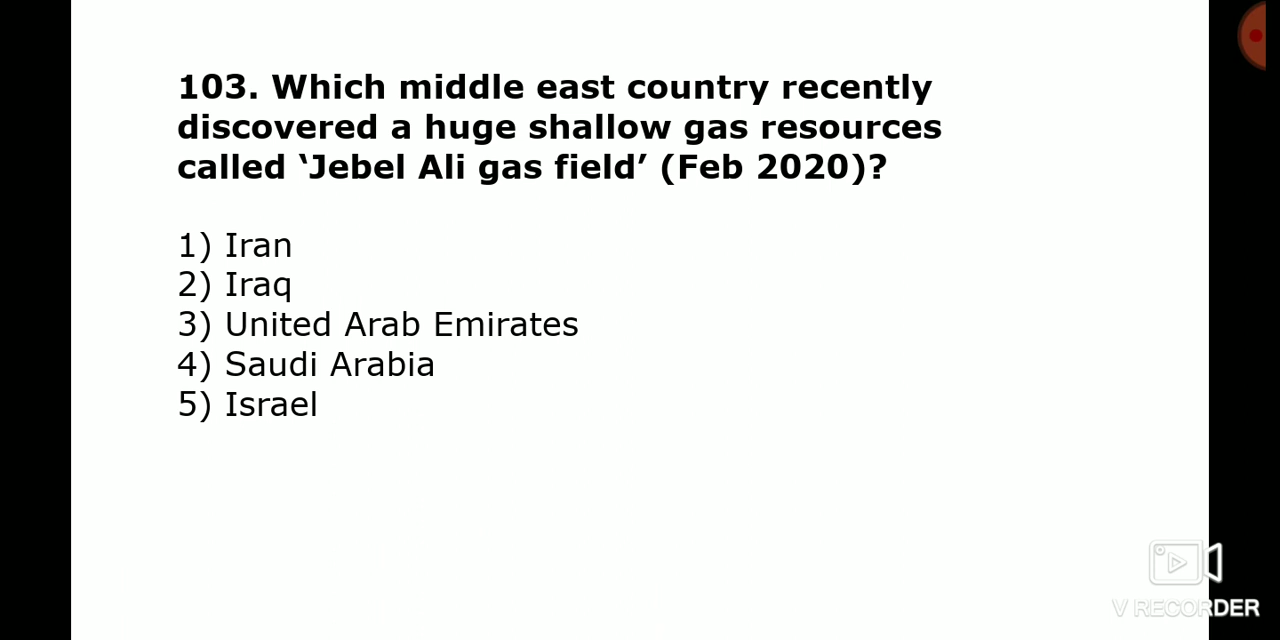 103. Which middle east country recently
discovered a huge shallow gas resources
called ‘Jebel Ali gas field’ (Feb 2020)?
1) Iran
2) Iraq
3) United Arab Emirates
4) Saudi Arabia
5) Israel
V RECORDER